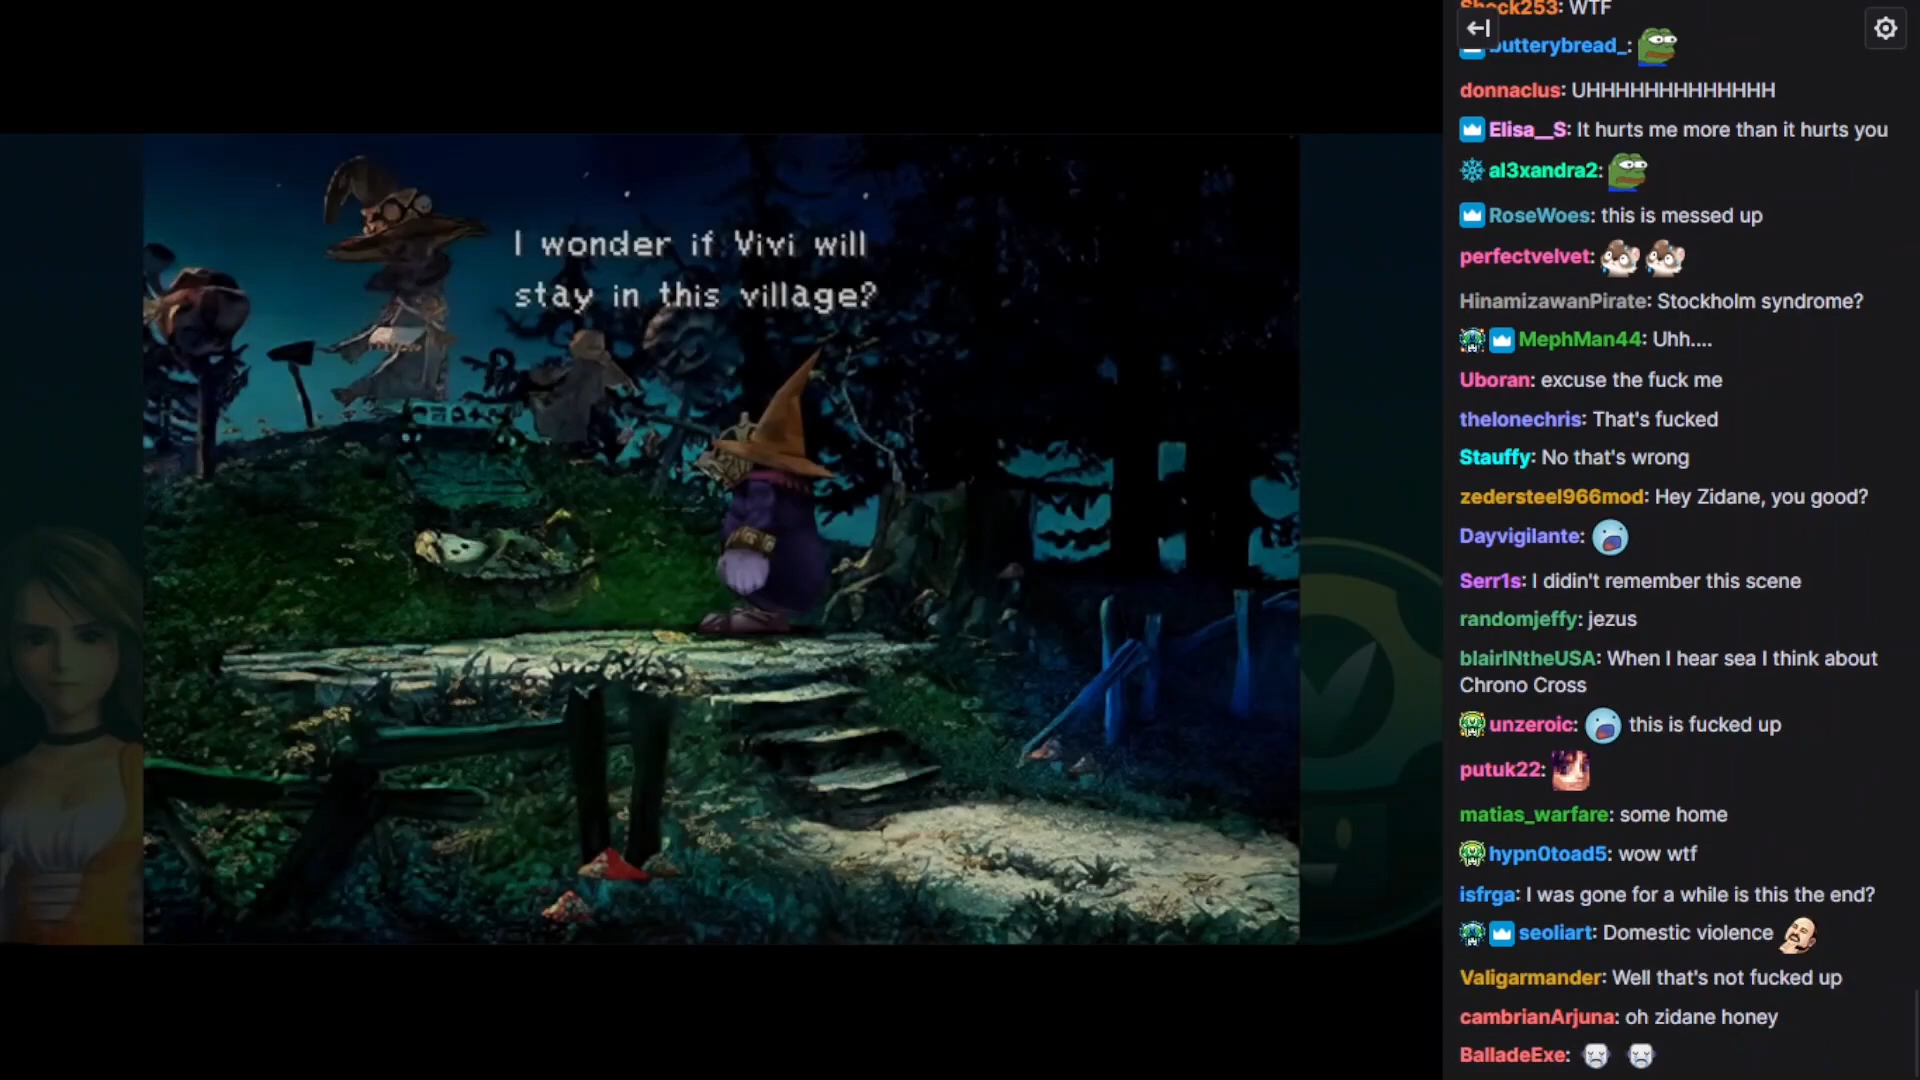 I wonder if Vivi will
stay in this village?
Shock253: WTF
butterybread_:
donnaclus: UHHHHHHHHHHHHHH
Elisa__S: It hurts me more than it hurts you
al3xandra2:
RoseWoes: this is messed up
perfectvelvet:
HinamizawanPirate: Stockholm syndrome?
MephMan44: Uhh....
Uboran: excuse the fuck me
thelonechris: That's fucked
Stauffy: No that's wrong
zedersteel966mod: Hey Zidane, you good?
Dayvigilante:
Serr1s: I didin't remember this scene
randomjeffy: jezus
blairINtheUSA: When I hear sea I think about
Chrono Cross
unzeroic: this is fucked up
putuk22:
matias_warfare: some home
hypn0toad5: wow wtf
isfrga: I was gone for a while is this the end?
seoliart: Domestic violence
Valigarmander: Well that's not fucked up
cambrianArjuna: oh zidane honey
BalladeExe: